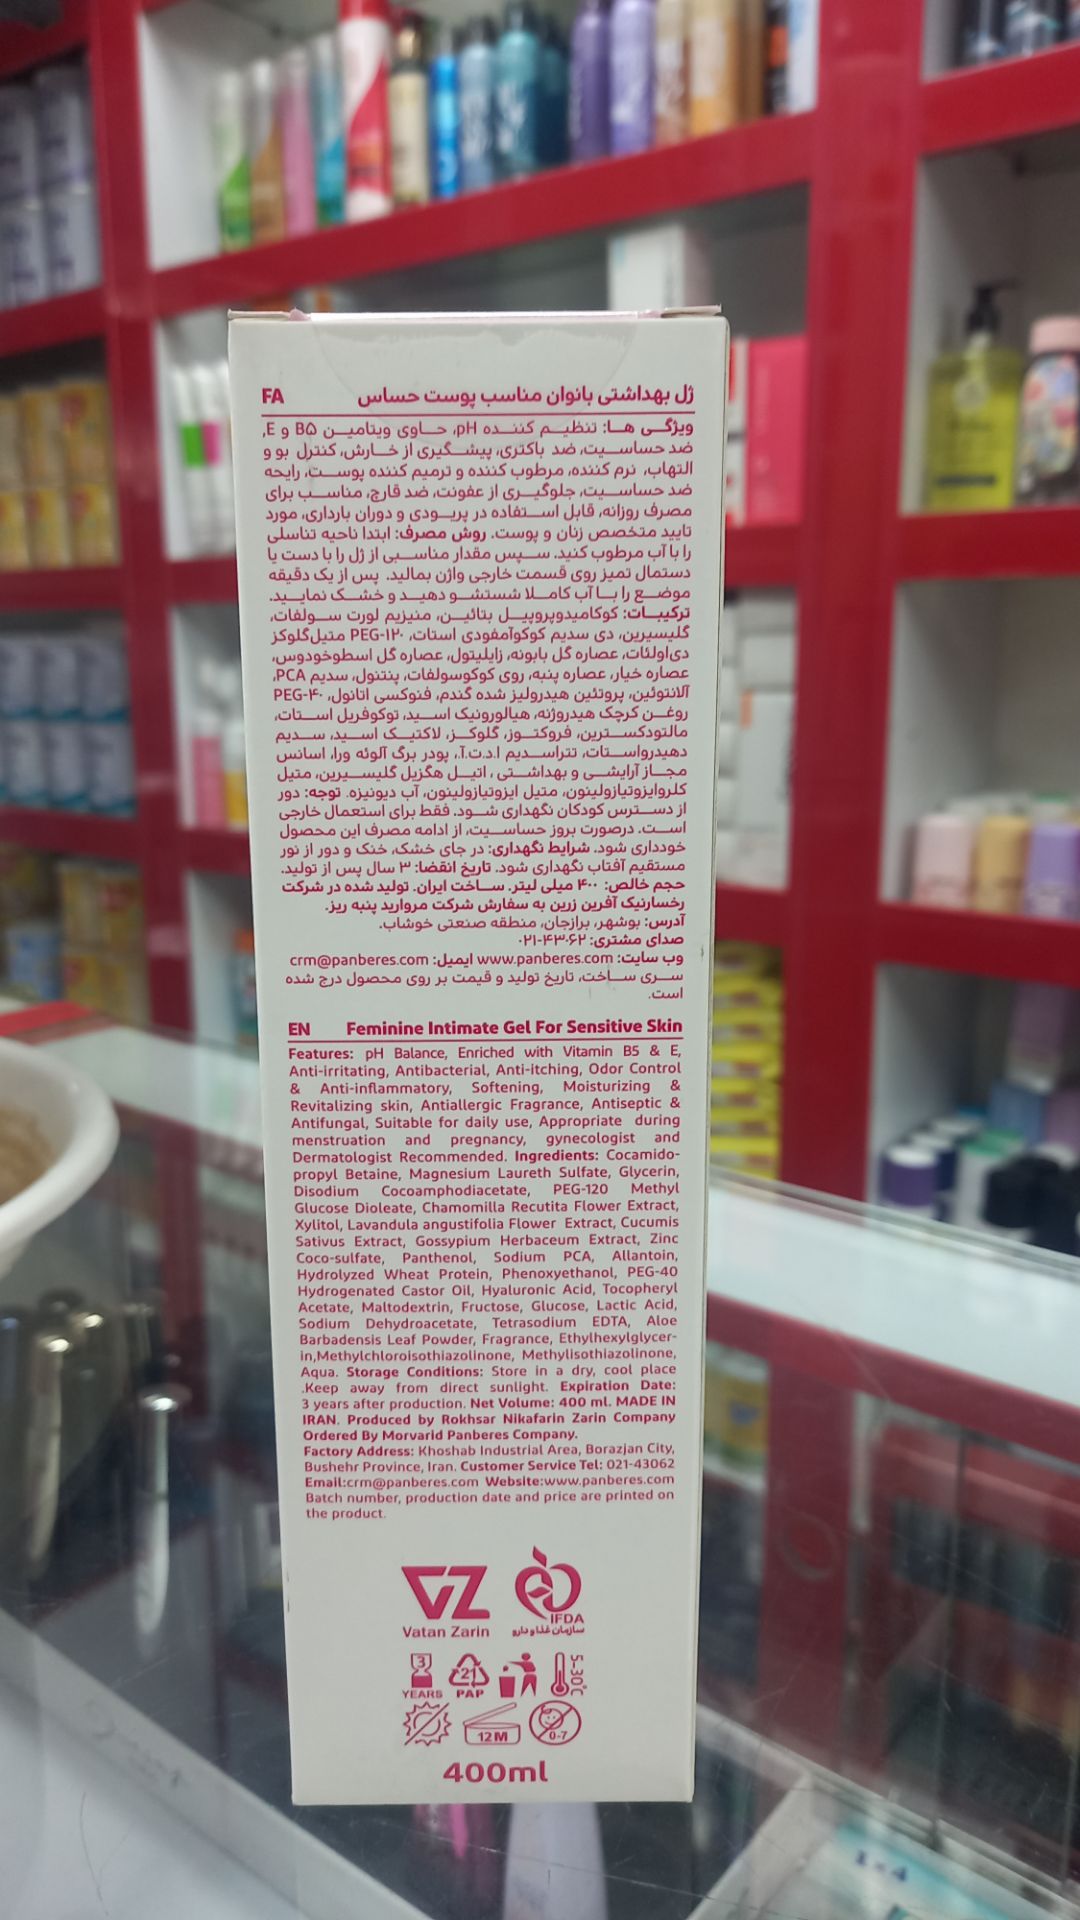 ژل بهداشتی بانوان مناسب پوست حساس FA
ویژگی ها: تنظیم کننده pH، حاوی ویتامین B۵ و E,
ضد حساسیت، ضد باکتری، پیشگیری از خارش، کنترل بو و
التهاب، نرم کننده، مرطوب کننده و ترمیم کننده پوست، رایحه
ضد حساسیت، جلوگیری از عفونت، ضد قارچ، مناسب برای
مصرف روزانه، قابل استفاده در پریودی و دوران بارداری، مورد
تایید متخصص زنان و پوست. روش مصرف: ابتدا ناحیه تناسلی
را با آب مرطوب کنید. سپس مقدار مناسبی از ژل را با دست یا
دستمال تمیز روی قسمت خارجی واژن بمالید. پس از یک دقیقه
موضع را با آب کاملا شستشو دهید و خشک نمایید.
ترکیبات: کوکامیدوپروپیل بتائین، منیزیم لورت سولفات،
گلیسیرین، دی سدیم کوکوآمفودی استات، PEG-۱۲۰ متیل‌گلوکز
دی‌اولئات، عصاره گل بابونه، زایلیتول، عصاره گل اسطوخودوس،
عصاره خیار، عصاره پنبه، روی کوکوسولفات، پنتنول، سدیم PCA،
آلانتوئین، پروتئین هیدرولیز شده گندم، فنوکسی اتانول، PEG-۴۰
روغن کرچک هیدروژنه، هیالورونیک اسید، توکوفریل استات،
مالتودکسترین، فروکتوز، گلوکز، لاکتیک اسید، سدیم
دهیدرواستات، تتراسدیم ا.د.ت.آ.، پودر برگ آلوئه ورا، اسانس
مجاز آرایشی و بهداشتی، اتیل هگزیل گلیسیرین، متیل
کلروایزوتیازولینون، متیل ایزوتیازولینون، آب دیونیزه. توجه: دور
از دسترس کودکان نگهداری شود. فقط برای استعمال خارجی
است. درصورت بروز حساسیت، از ادامه مصرف این محصول
خودداری شود. شرایط نگهداری: در جای خشک، خنک و دور از نور
مستقیم آفتاب نگهداری شود. تاریخ انقضا: ۳ سال پس از تولید.
حجم خالص: ۴۰۰ میلی لیتر. ساخت ایران. تولید شده در شرکت
رخسارنیک آفرین زرین به سفارش شرکت مروارید پنبه ریز.
آدرس: بوشهر، برازجان، منطقه صنعتی خوشاب.
صدای مشتری: ۴۳۰۶۲-۰۲۱
وب سایت: www.panberes.com ایمیل: crm@panberes.com
سری ساخت، تاریخ تولید و قیمت بر روی محصول درج شده
است.
EN Feminine Intimate Gel For Sensitive Skin
Features: pH Balance, Enriched with Vitamin B5 & E,
Anti-irritating, Antibacterial, Anti-itching, Odor Control
& Anti-inflammatory, Softening, Moisturizing &
Revitalizing skin, Antiallergic Fragrance, Antiseptic &
Antifungal, Suitable for daily use, Appropriate during
menstruation and pregnancy, gynecologist and
Dermatologist Recommended. Ingredients: Cocamido-
propyl Betaine, Magnesium Laureth Sulfate, Glycerin,
Disodium Cocoamphodiacetate, PEG-120 Methyl
Glucose Dioleate, Chamomilla Recutita Flower Extract,
Xylitol, Lavandula angustifolia Flower Extract, Cucumis
Sativus Extract, Gossypium Herbaceum Extract, Zinc
Coco-sulfate, Panthenol, Sodium PCA, Allantoin,
Hydrolyzed Wheat Protein, Phenoxyethanol, PEG-40
Hydrogenated Castor Oil, Hyaluronic Acid, Tocopheryl
Acetate, Maltodextrin, Fructose, Glucose, Lactic Acid,
Sodium Dehydroacetate, Tetrasodium EDTA, Aloe
Barbadensis Leaf Powder, Fragrance, Ethylhexylglycer-
in,Methylchloroisothiazolinone, Methylisothiazolinone,
Aqua. Storage Conditions: Store in a dry, cool place
.Keep away from direct sunlight. Expiration Date:
3 years after production. Net Volume: 400 ml. MADE IN
IRAN. Produced by Rokhsar Nikafarin Zarin Company
Ordered By Morvarid Panberes Company.
Factory Address: Khoshab Industrial Area, Borazjan City,
Bushehr Province, Iran. Customer Service Tel: 021-43062
Email:crm@panberes.com Website:www.panberes.com
Batch number, production date and price are printed on
the product.
VZ
Vatan Zarin
IFDA
سازمان غذا و دارو
3 YEARS
21 PAP
5-30°C
12M
0-7
400ml